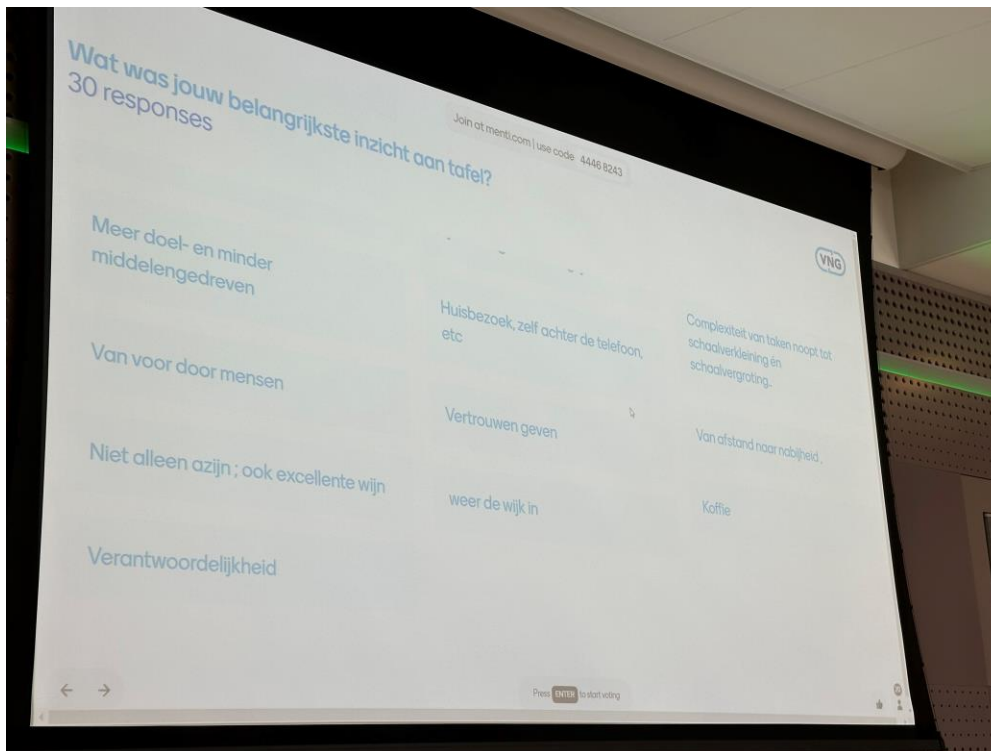 Wat was jouw belangrijkste inzicht aan tafel?
30 responses
Join at menti.com | use code 4446 8243
VNG
Meer doel- en minder
middelengedreven
Van voor door mensen
Niet alleen azijn ; ook excellente wijn
Verantwoordelijkheid
Huisbezoek, zelf achter de telefoon,
etc
Vertrouwen geven
weer de wijk in
Complexiteit van taken noopt tot
schaalverkleining én
schaalvergroting..
Van afstand naar nabijheid .
Koffie
Press ENTER to start voting